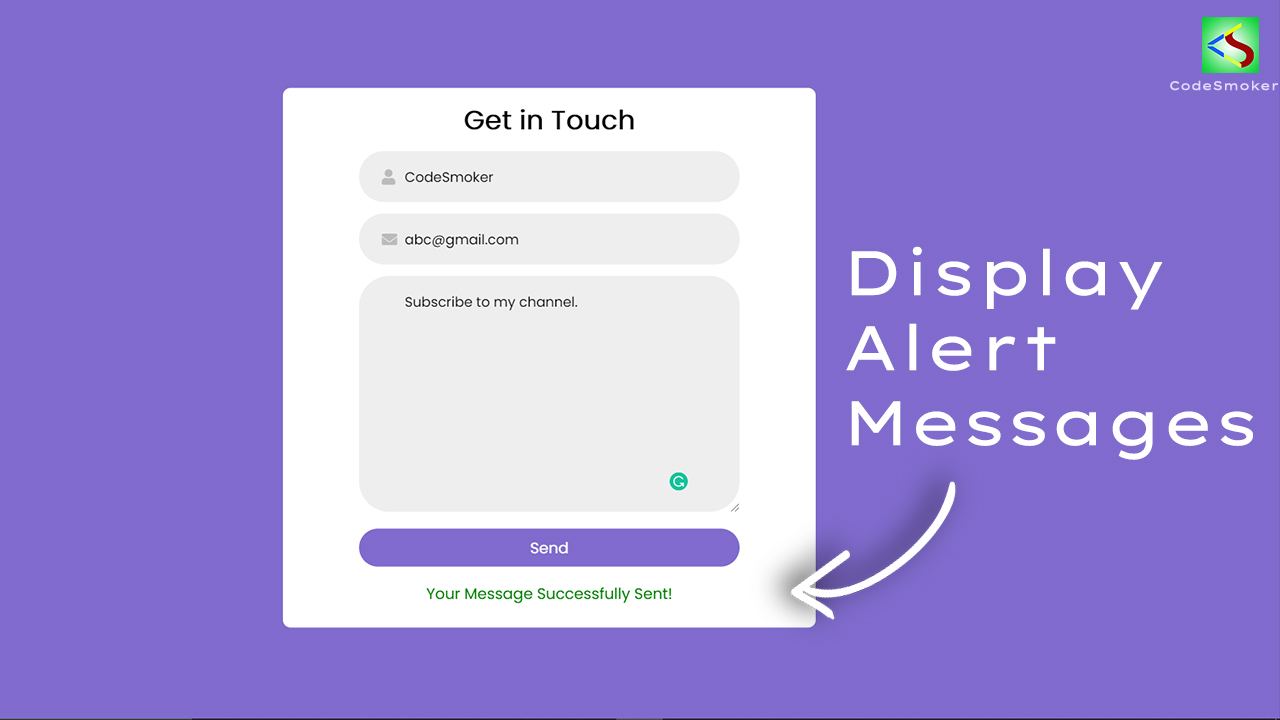 CodeSmoker
Get in Touch
CodeSmoker
abc@gmail.com
Subscribe to my channel.
Send
Your Message Successfully Sent!
Display
Alert
Messages